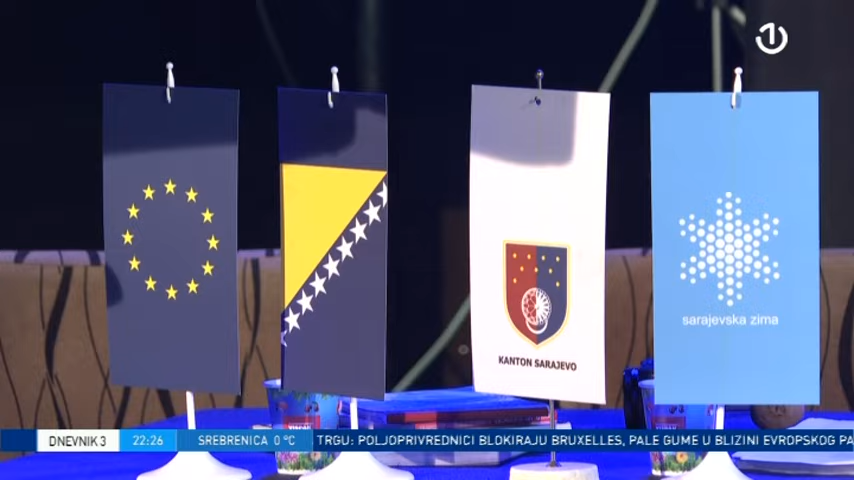 KANTON SARAJEVO
sarajevska zima
DNEVNIK 3 22:26 SREBRENICA 0 °C TRGU: POLJOPRIVREDNICI BLOKIRAJU BRUXELLES, PALE GUME U BLIZINI EVROPSKOG PA